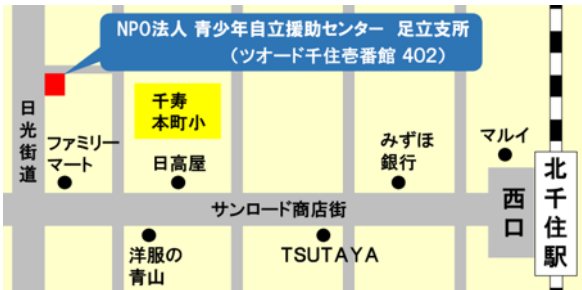 NPO法人 青少年自立援助センター 足立支所
(ツオード千住壱番館 402)
日光街道
千寿
本町小
ファミリー
マート
日高屋
みずほ
銀行
マルイ
北千住駅
西口
サンロード商店街
洋服の
青山
TSUTAYA